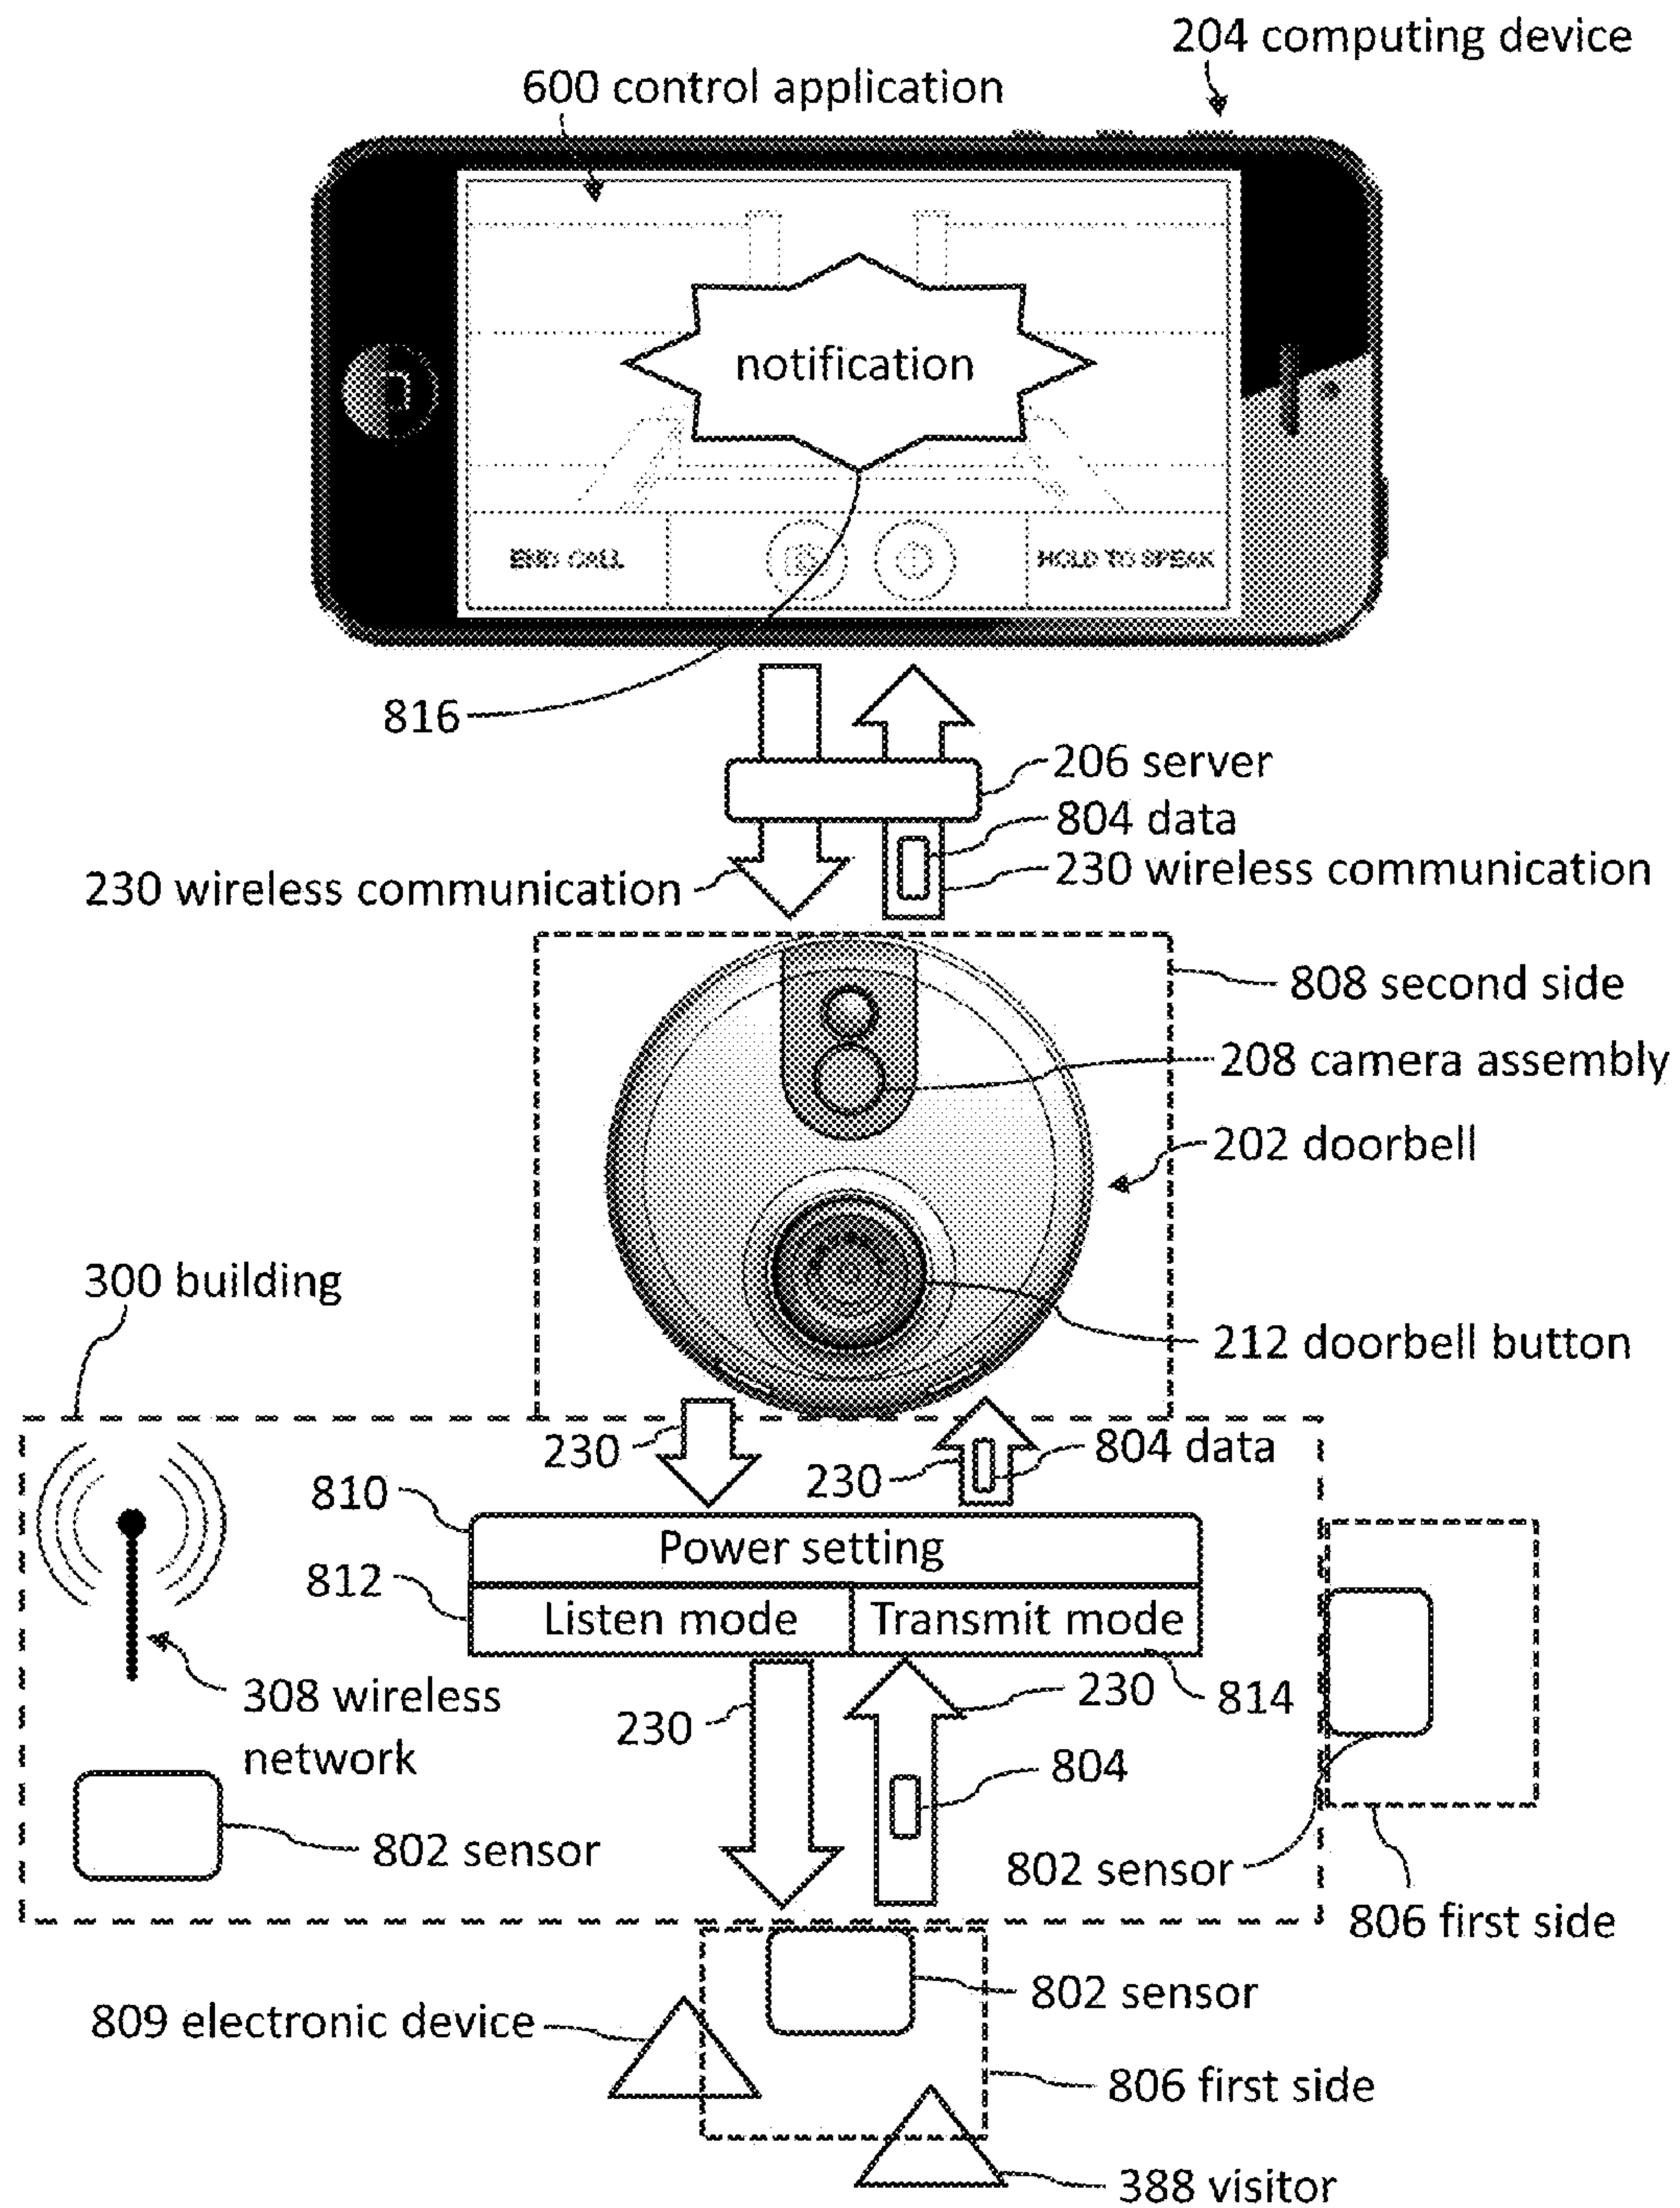 204 computing device
600 control application
notification
END CALL
HOLD TO SPEAK
816
206 server
804 data
230 wireless communication
230 wireless communication
808 second side
208 camera assembly
202 doorbell
300 building
212 doorbell button
230
804 data
230
810
Power setting
812
Listen mode
Transmit mode
308 wireless
network
230
230
814
804
802 sensor
802 sensor
806 first side
802 sensor
809 electronic device
806 first side
388 visitor